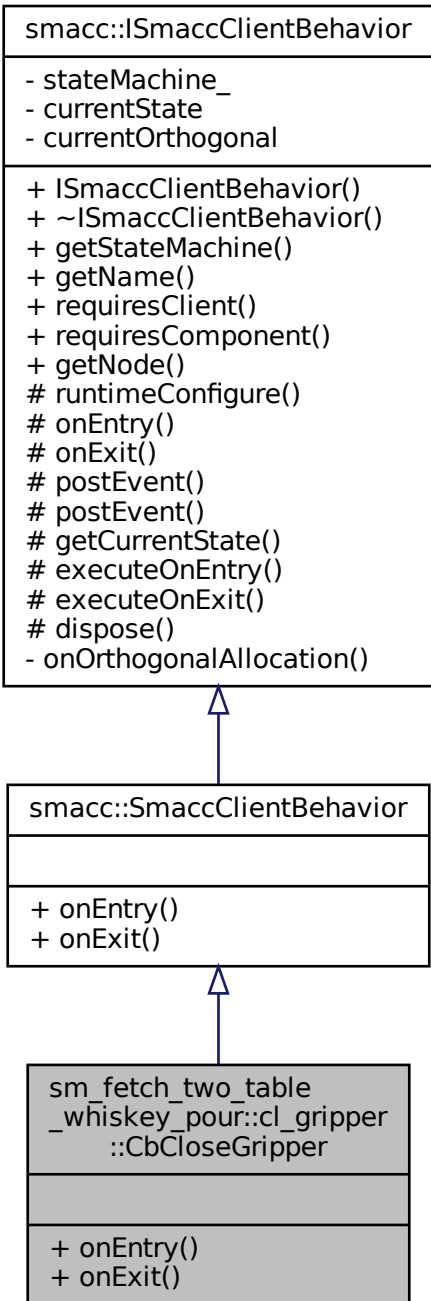 smacc::ISmaccClientBehavior
- stateMachine_
- currentState
- currentOrthogonal
+ ISmaccClientBehavior()
+ ~ISmaccClientBehavior()
+ getStateMachine()
+ getName()
+ requiresClient()
+ requiresComponent()
+ getNode()
# runtimeConfigure()
# onEntry()
# onExit()
# postEvent()
# postEvent()
# getCurrentState()
# executeOnEntry()
# executeOnExit()
# dispose()
- onOrthogonalAllocation()
smacc::SmaccClientBehavior
+ onEntry()
+ onExit()
sm_fetch_two_table
_whiskey_pour::cl_gripper
::CbCloseGripper
+ onEntry()
+ onExit()